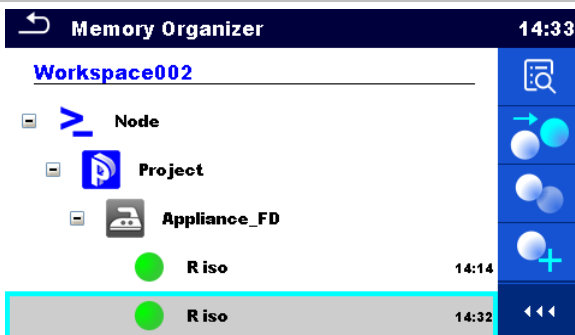 Memory Organizer 14:33
Workspace002
Node
Project
Appliance_FD
R iso 14:14
R iso 14:32